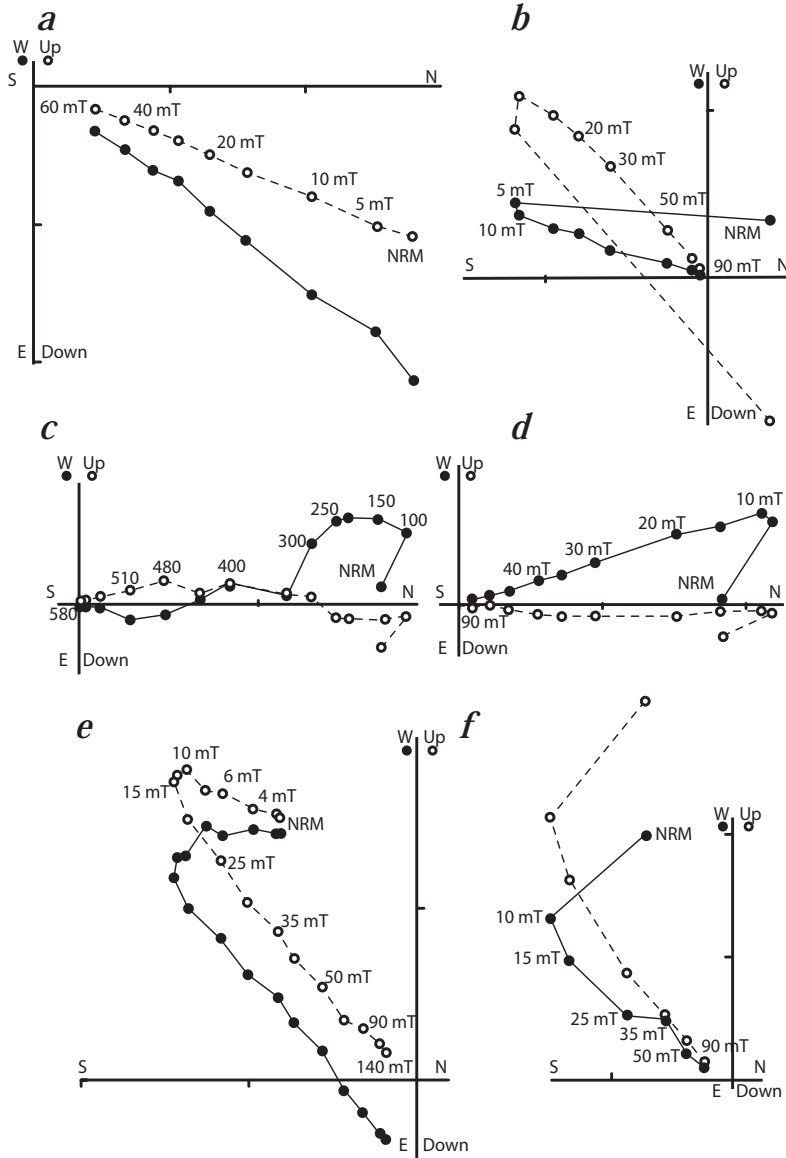 a
W Up
S N
60 mT
40 mT
20 mT
10 mT
5 mT
NRM
E Down
b
W Up
20 mT
30 mT
5 mT
50 mT
10 mT
NRM
S 90 mT N
E Down
c
W Up
250 150
300 100
510 480 400
NRM
S N
580
E Down
d
W Up
10 mT
20 mT
30 mT
40 mT
NRM
S N
90 mT
E Down
e
W Up
10 mT
6 mT
15 mT
4 mT
NRM
25 mT
35 mT
50 mT
90 mT
140 mT
S N
E Down
f
W Up
NRM
10 mT
15 mT
25 mT
35 mT
90 mT
50 mT
S N
E Down